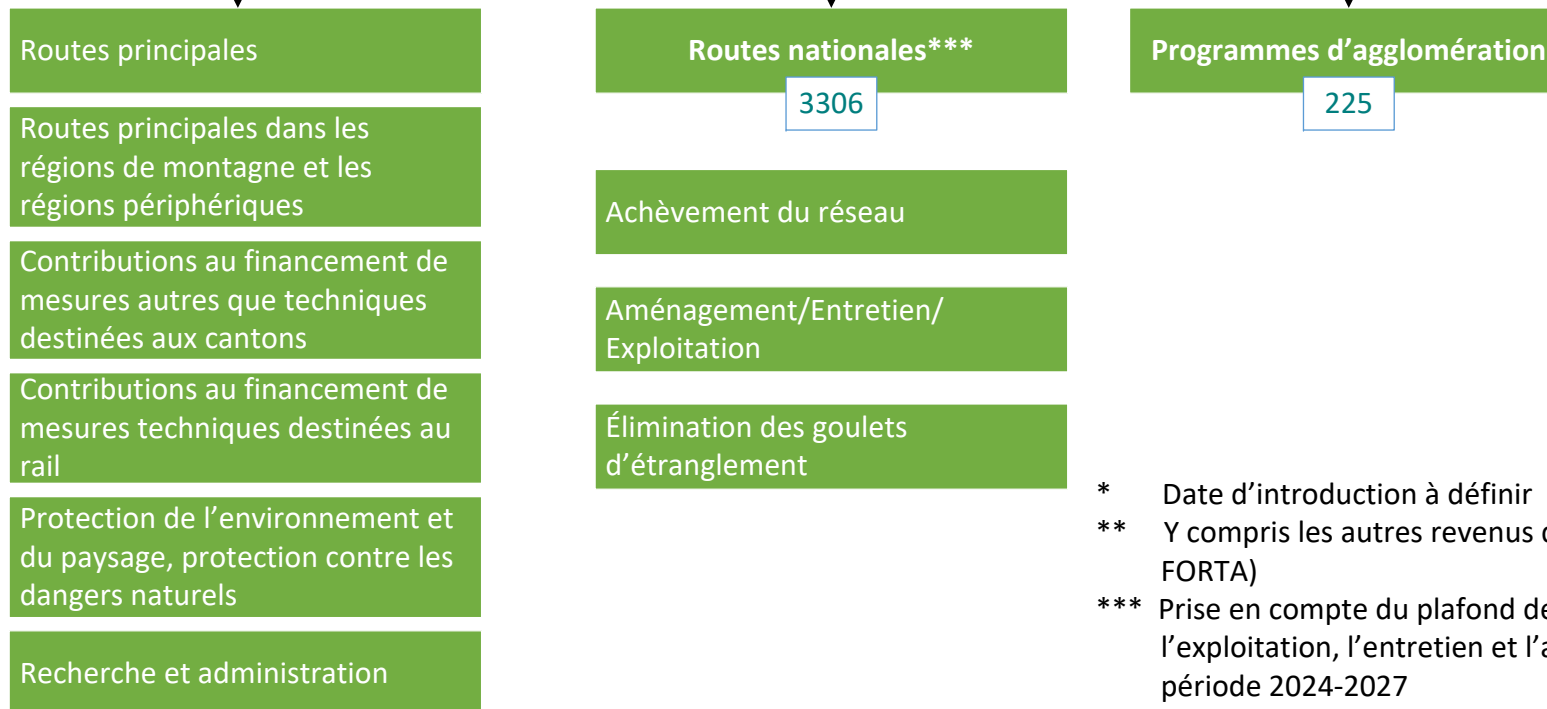 Routes principales
Routes principales dans les
régions de montagne et les
régions périphériques
Contributions au financement de
mesures autres que techniques
destinées aux cantons
Contributions au financement de
mesures techniques destinées au
rail
Protection de l’environnement et
du paysage, protection contre les
dangers naturels
Recherche et administration
Routes nationales***
3306
Achèvement du réseau
Aménagement/Entretien/
Exploitation
Élimination des goulets
d’étranglement
Programmes d’agglomération
225
* Date d’introduction à définir
** Y compris les autres revenus
FORTA)
*** Prise en compte du plafond
l’exploitation, l’entretien et
période 2024-2027